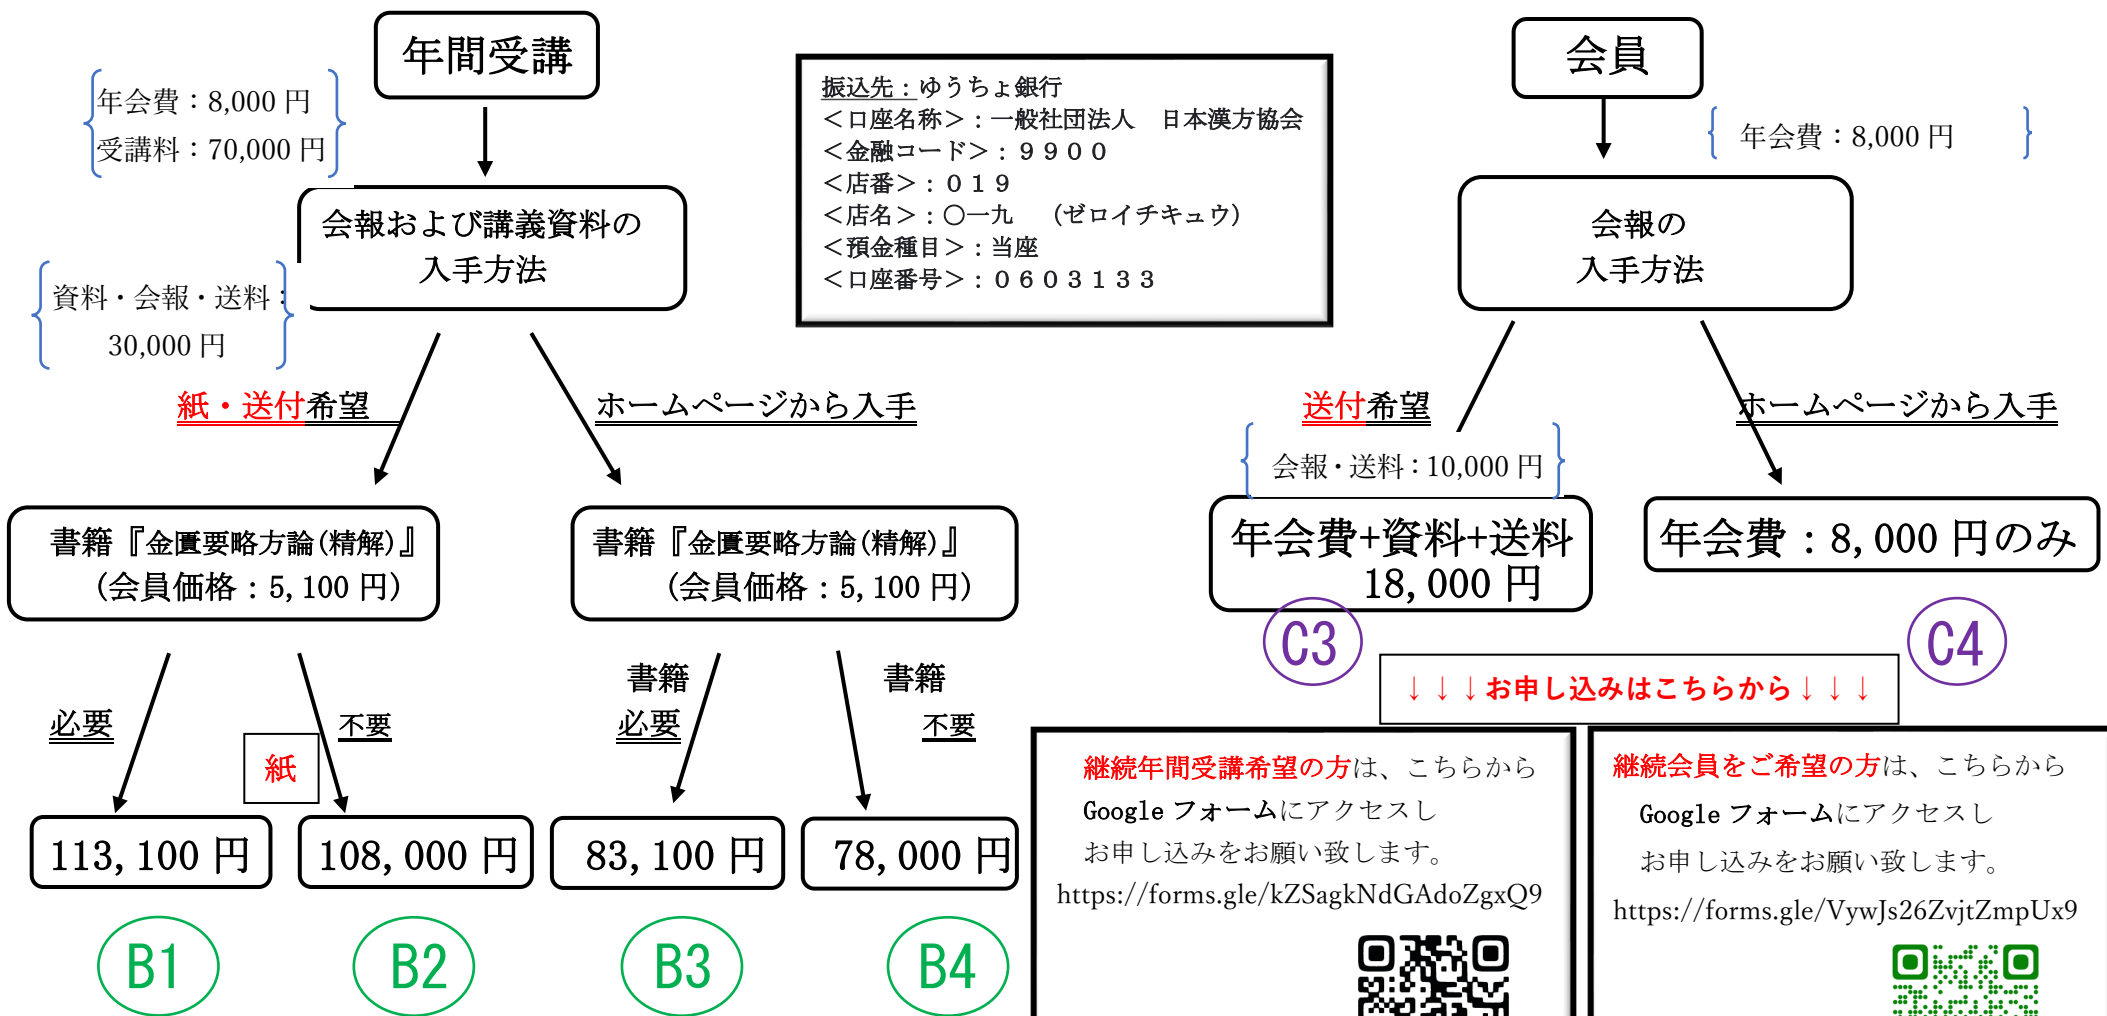 年間受講
年会費：8,000 円
受講料：70,000 円
会報および講義資料の
入手方法
資料・会報・送料：
30,000 円
紙・送付希望
ホームページから入手
書籍『金匱要略方論(精解)』
（会員価格：5,100 円）
書籍『金匱要略方論(精解)』
（会員価格：5,100 円）
必要
紙
不要
書籍
必要
書籍
不要
113,100 円
108,000 円
83,100 円
78,000 円
B1
B2
B3
B4
振込先：ゆうちょ銀行
＜口座名称＞：一般社団法人　日本漢方協会
＜金融コード＞：９９００
＜店番＞：０１９
＜店名＞：〇一九　（ゼロイチキュウ）
＜預金種目＞：当座
＜口座番号＞：０６０３１３３
会員
年会費：8,000 円
会報の
入手方法
送付希望
ホームページから入手
会報・送料：10,000 円
年会費+資料+送料
18,000 円
年会費：8,000 円のみ
C3
C4
↓↓↓お申し込みはこちらから↓↓↓
継続年間受講希望の方は、こちらから
Google フォームにアクセスし
お申し込みをお願い致します。
https://forms.gle/kZSagkNdGAdoZgxQ9
継続会員をご希望の方は、こちらから
Google フォームにアクセスし
お申し込みをお願い致します。
https://forms.gle/VywJs26ZvjtZmpUx9